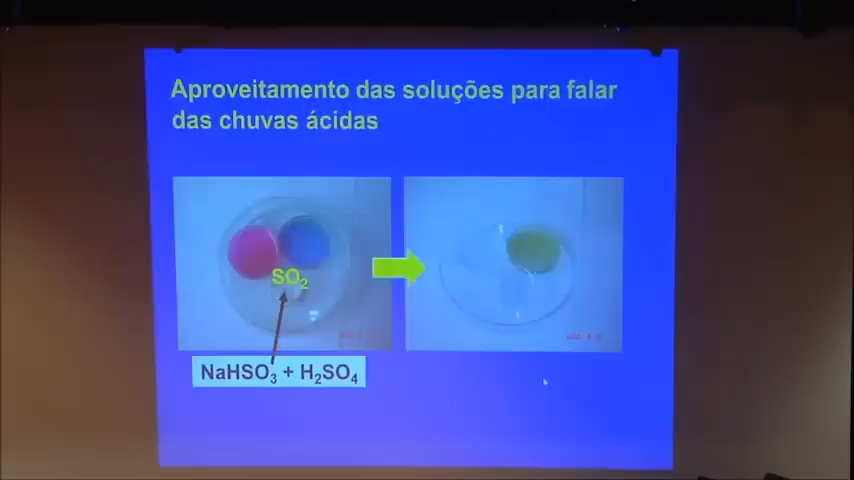 Aproveitamento das soluções para falar
das chuvas ácidas
SO₂
NaHSO₃ + H₂SO₄